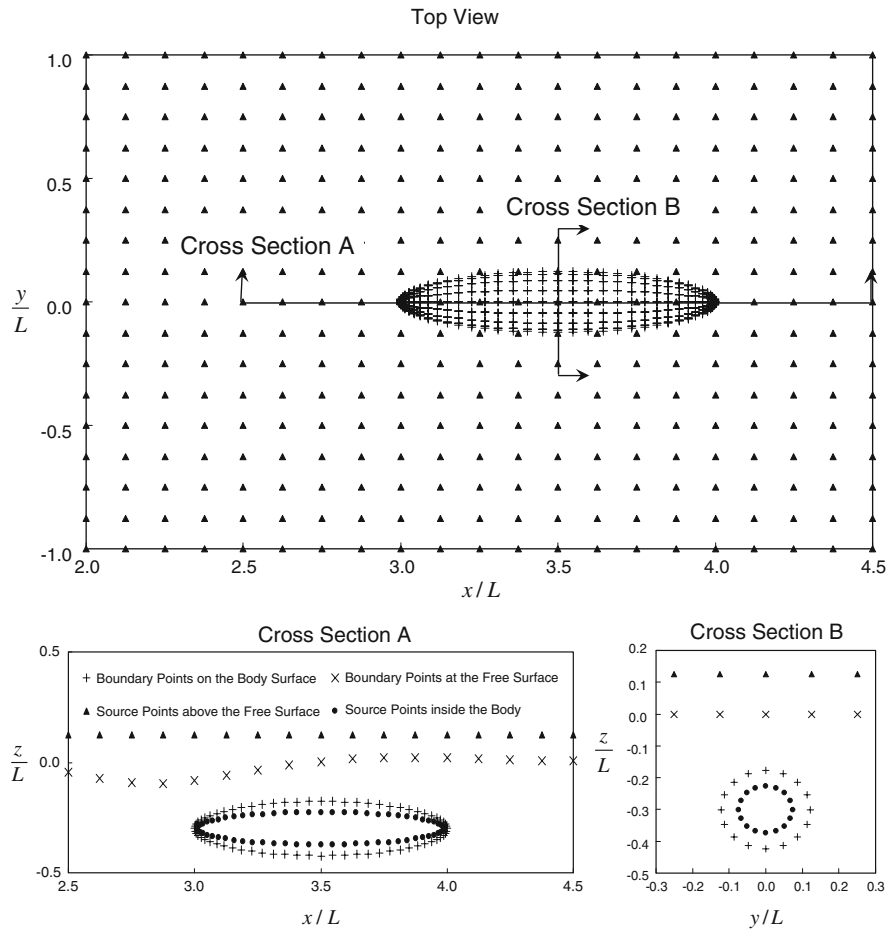 Top View
1.0
0.5
0.0
-0.5
-1.0
y/L
Cross Section A
Cross Section B
2.0 2.5 3.0 3.5 4.0 4.5
x/L
Cross Section A
0.5
0.0
-0.5
z/L
Boundary Points on the Body Surface
Boundary Points at the Free Surface
Source Points above the Free Surface
Source Points inside the Body
2.5 3.0 3.5 4.0 4.5
x/L
Cross Section B
0.2
0.1
0.0
-0.1
-0.2
-0.3
-0.4
-0.5
z/L
-0.3 -0.2 -0.1 0.0 0.1 0.2 0.3
y/L